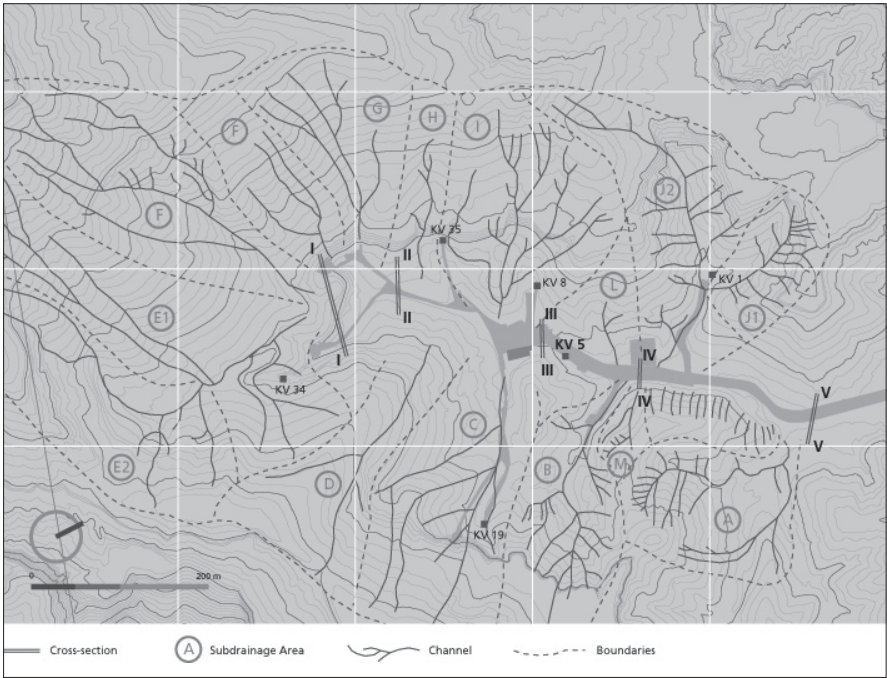 G
H
I
F
J2
F
KV 35
I
II
KV 1
KV 8
L
E1
II
III
J1
KV 5
IV
I
III
KV 34
IV
V
C
V
E2
D
B
M
A
KV 19
0
200 m
Cross-section
A
Subdrainage Area
Channel
Boundaries